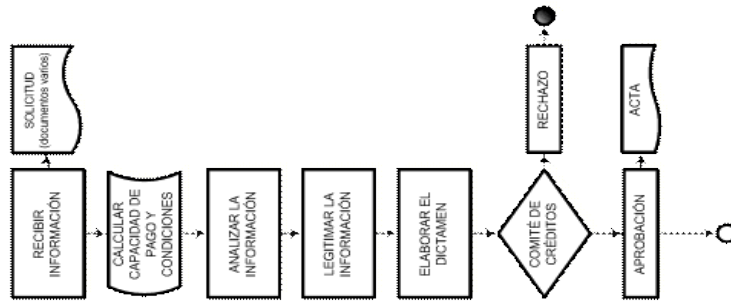 SOLICITUD
(documentos varios)
RECIBIR
INFORMACIÓN
CALCULAR
CAPACIDAD DE
PAGO Y
CONDICIONES
ANALIZAR LA
INFORMACIÓN
LEGITIMAR LA
INFORMACIÓN
ELABORAR EL
DICTAMEN
COMITÉ DE
CRÉDITOS
RECHAZO
APROBACIÓN
ACTA